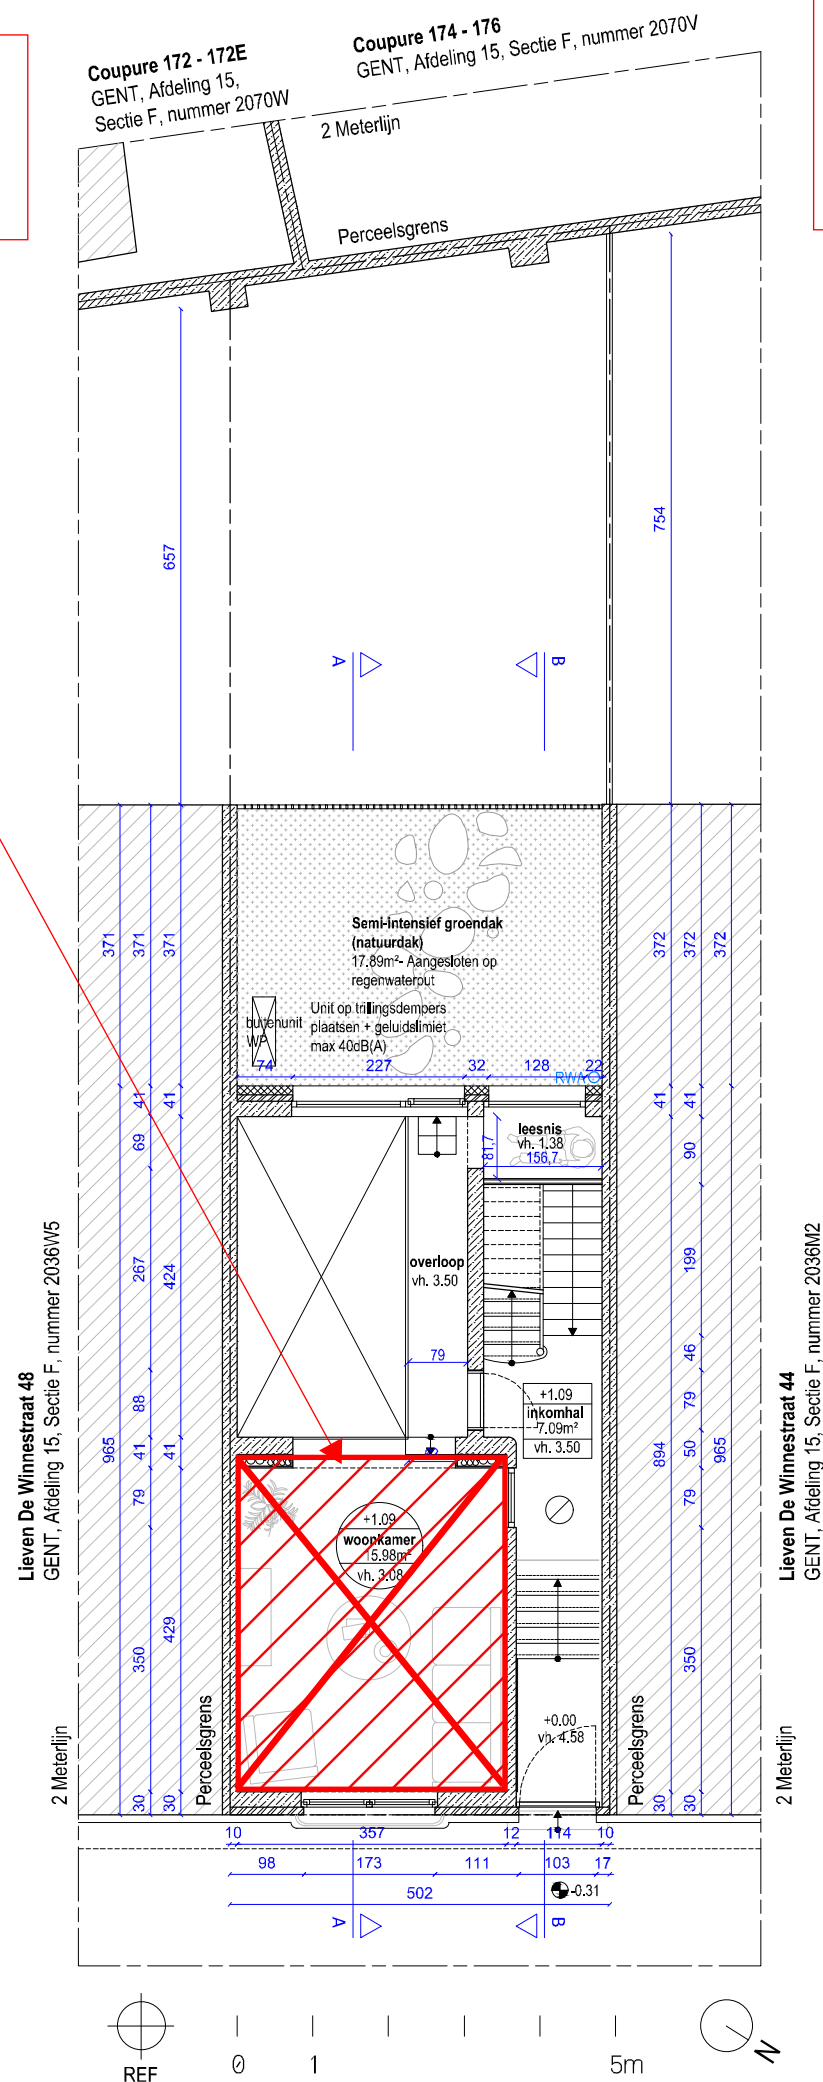 Coupure 172 - 172E
GENT, Afdeling 15,
Sectie F, nummer 2070W
Coupure 174 - 176
GENT, Afdeling 15, Sectie F, nummer 2070V
2 Meterlijn
Perceelsgrens
657
754
A
B
371
371
371
372
372
372
Semi-intensief groendak
(natuurdak)
17.89m²- Aangesloten op
regenwaterput
Unit op trillingsdempers
plaatsen + geluidslimiet
max 40dB(A)
buitenunit
WP
74
227
32
128
22
RWA
41
41
41
41
69
90
leesnis
vh. 1.38
156,7
81,7
267
424
199
overloop
vh. 3.50
79
46
88
79
+1.09
inkomhal
7.09m²
vh. 3.50
965
41
41
894
50
965
79
79
+1.09
woonkamer
15.98m²
vh. 3.08
350
429
350
+0.00
vh. 4.58
Lieven De Winnestraat 48
GENT, Afdeling 15, Sectie F, nummer 2036W5
Lieven De Winnestraat 44
GENT, Afdeling 15, Sectie F, nummer 2036M2
2 Meterlijn
Perceelsgrens
Perceelsgrens
2 Meterlijn
30
30
30
30
10
357
12
114
10
98
173
111
103
17
502
-0.31
A
B
REF
0
1
5m
N